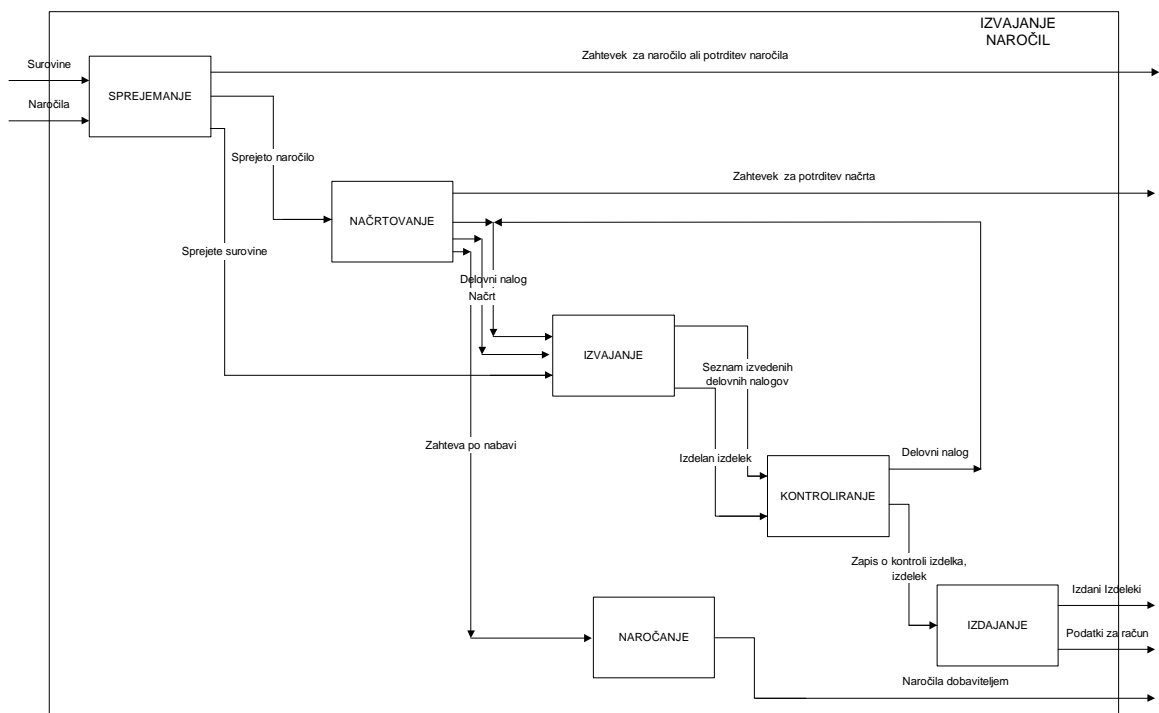 IZVAJANJE
NAROČIL
Surovine
Zahtevek za naročilo ali potrditev naročila
SPREJEMANJE
Naročila
Sprejeto naročilo
Zahtevek za potrditev načrta
NAČRTOVANJE
Sprejete surovine
Delovni nalog
Načrt
IZVAJANJE
Seznam izvedenih
delovnih nalogov
Zahteva po nabavi
Izdelan izdelek
Delovni nalog
KONTROLIRANJE
Zapis o kontroli izdelka,
izdelek
Izdani Izdeleki
IZDAJANJE
NAROČANJE
Podatki za račun
Naročila dobaviteljem